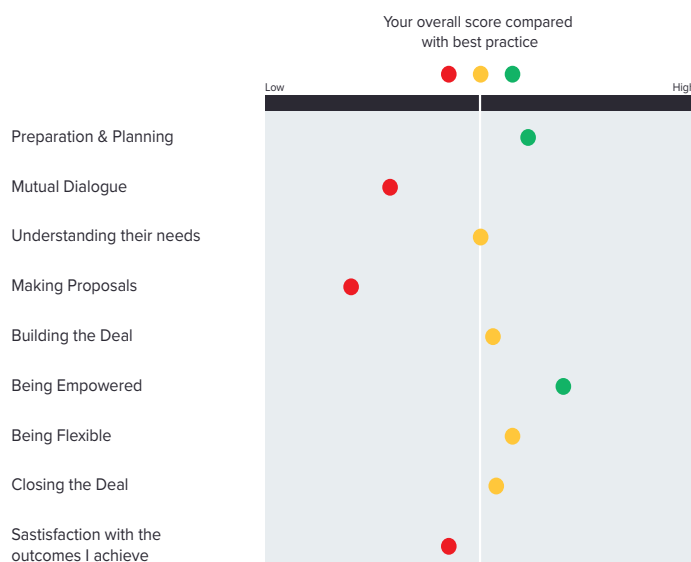 Your overall score compared
with best practice
Low
High
Preparation & Planning
Mutual Dialogue
Understanding their needs
Making Proposals
Building the Deal
Being Empowered
Being Flexible
Closing the Deal
Sastisfaction with the
outcomes I achieve